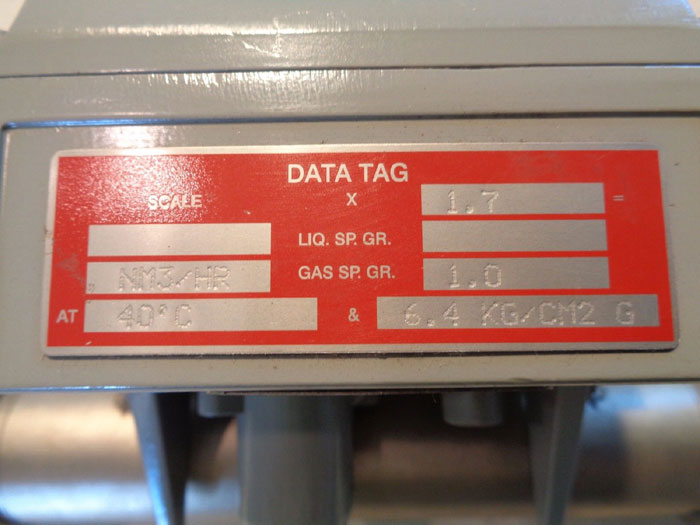 DATA TAG
SCALE X 1.7 =
LIQ. SP. GR.
NM3/HR GAS SP. GR. 1.0
AT 40°C & 6.4 KG/CM2 G